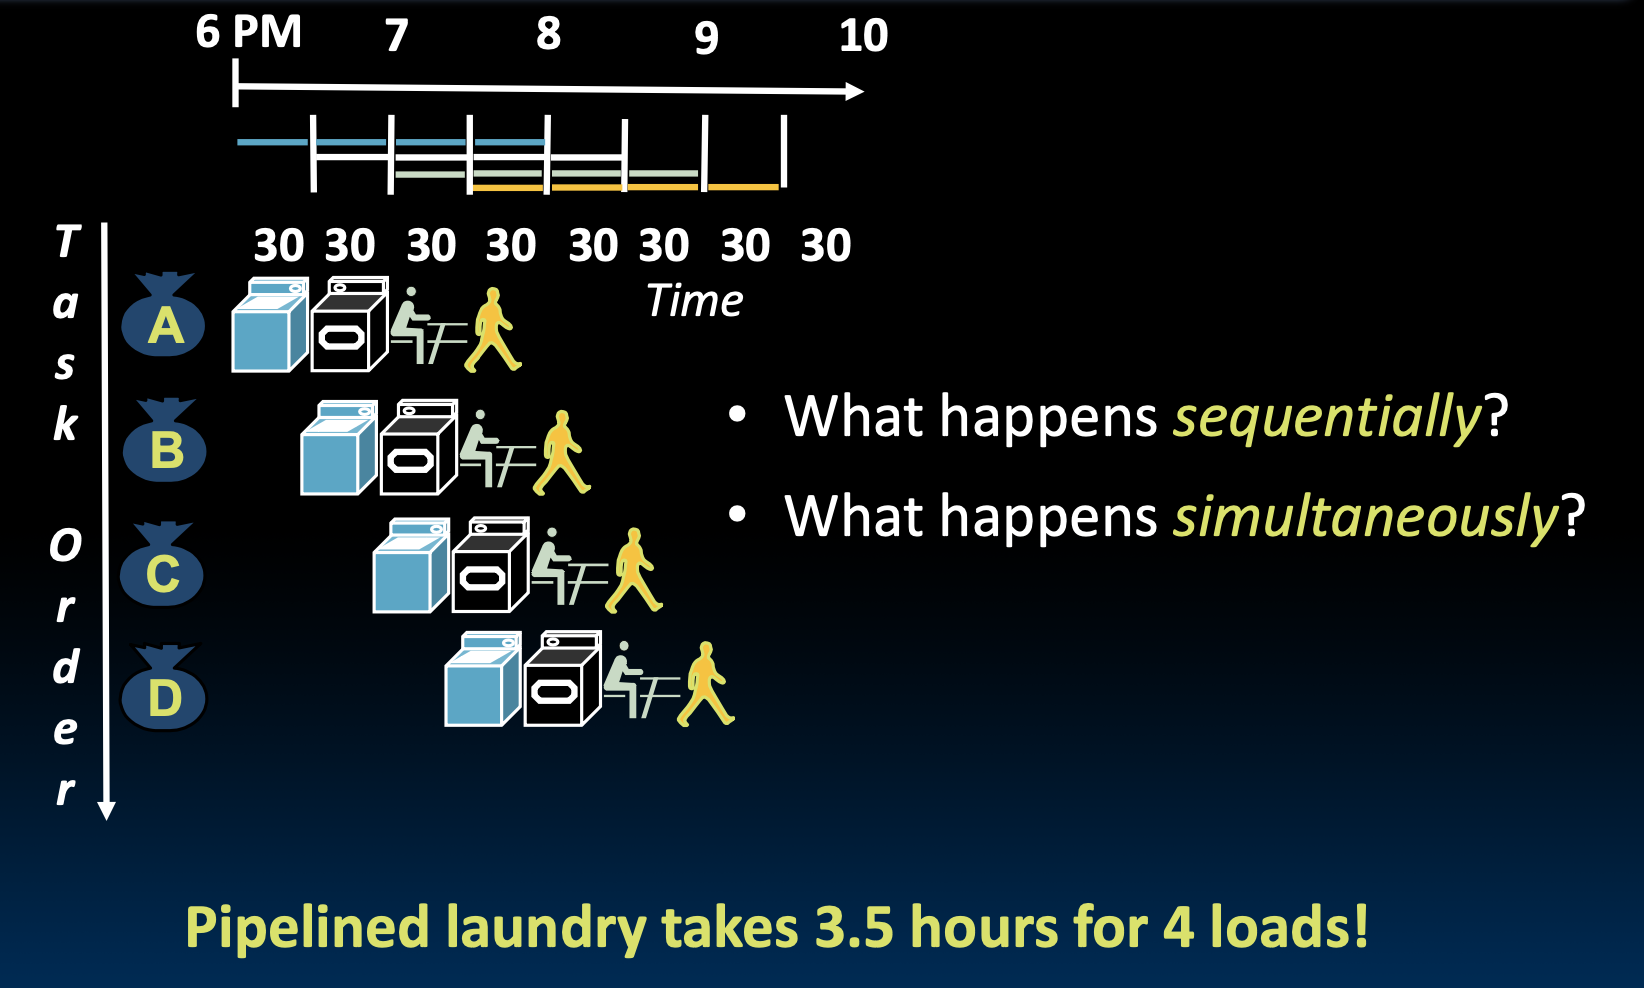 6 PM 7 8 9 10
30 30 30 30 30 30 30 30
Time
Task Order
A
B
C
D
• What happens sequentially?
• What happens simultaneously?
Pipelined laundry takes 3.5 hours for 4 loads!